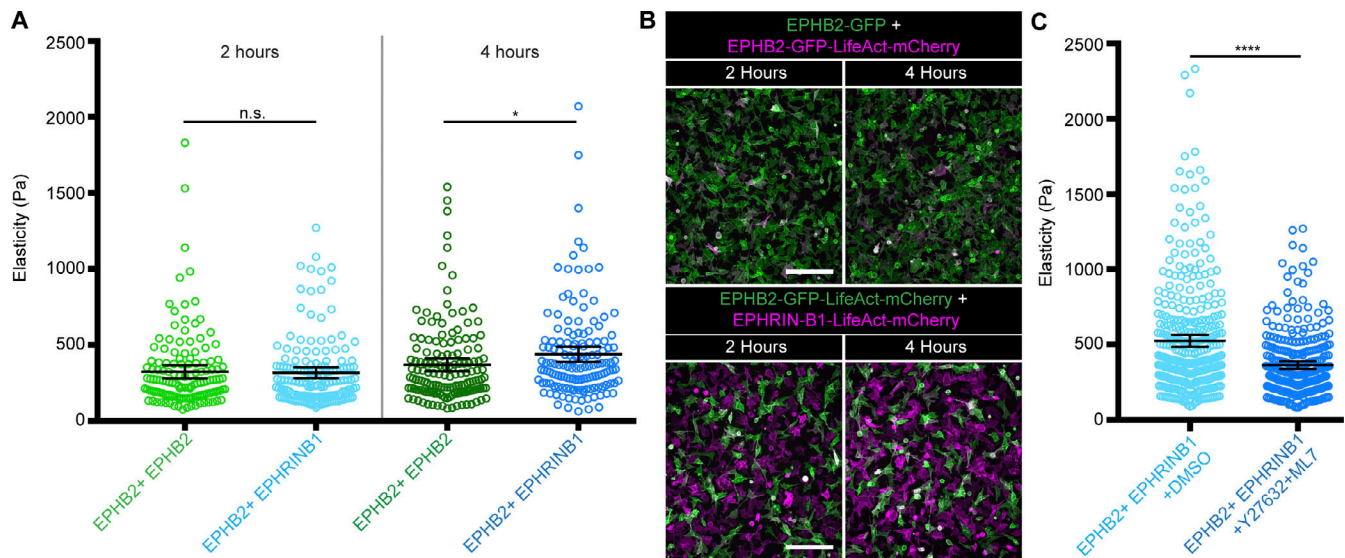 A
Elasticity (Pa)
2500
2000
1500
1000
500
0
2 hours
4 hours
n.s.
*
EPHB2+ EPHB2
EPHB2+ EPHRINB1
EPHB2+ EPHB2
EPHB2+ EPHRINB1
B
EPHB2-GFP +
EPHB2-GFP-LifeAct-mCherry
2 Hours
4 Hours
EPHB2-GFP-LifeAct-mCherry +
EPHRIN-B1-LifeAct-mCherry
2 Hours
4 Hours
C
Elasticity (Pa)
2500
2000
1500
1000
500
0
****
EPHB2+ EPHRINB1
+DMSO
EPHB2+ EPHRINB1
+Y27632+ML7